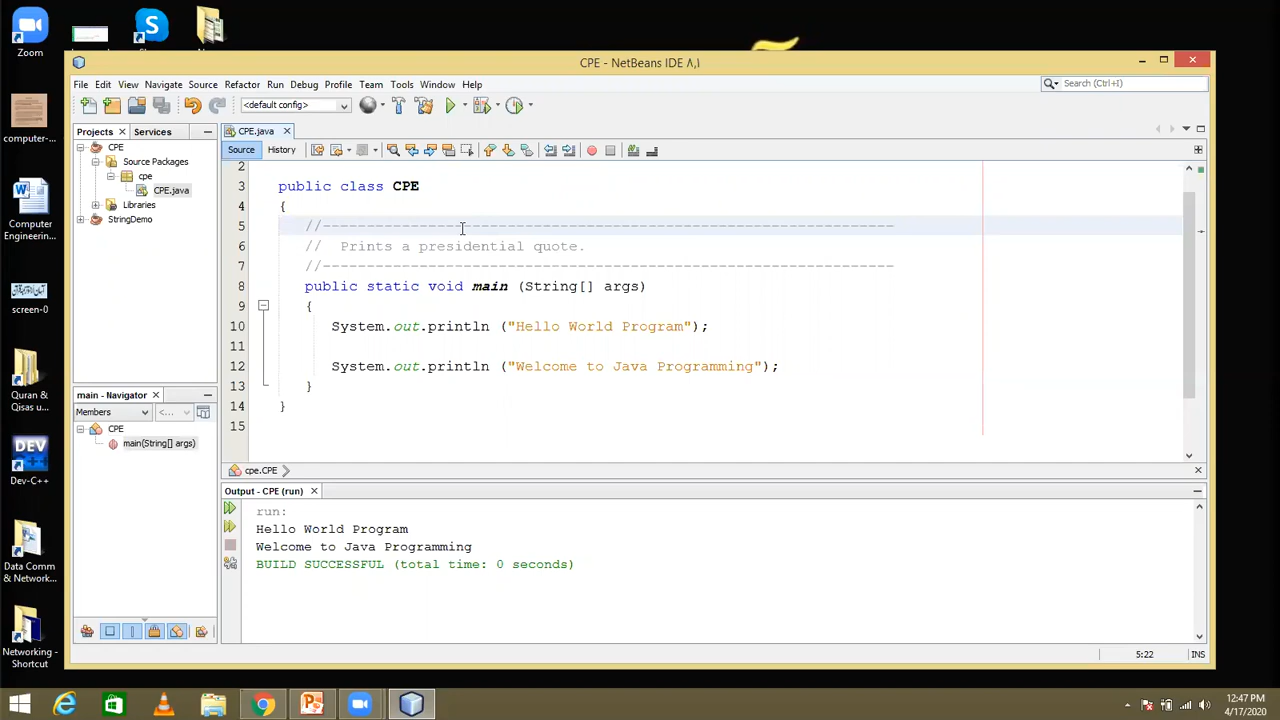 Zoom
computer-...
Computer
Engineerin...
screen-0
Quran &
Qisas u...
DEV
Dev-C++
Data Comm
& Network...
Networking -
Shortcut
CPE - NetBeans IDE ٨,١
File Edit View Navigate Source Refactor Run Debug Profile Team Tools Window Help
Search (Ctrl+I)
<default config>
Projects Services
CPE
Source Packages
cpe
CPE.java
Libraries
StringDemo
CPE.java
Source History
2
3 public class CPE
4 {
5 //-----------------------------------------------------------------
6 // Prints a presidential quote.
7 //-----------------------------------------------------------------
8 public static void main (String[] args)
9 {
10 System.out.println ("Hello World Program");
11
12 System.out.println ("Welcome to Java Programming");
13 }
14 }
15
main - Navigator
Members <...
CPE
main(String[] args)
cpe.CPE
Output - CPE (run)
run:
Hello World Program
Welcome to Java Programming
BUILD SUCCESSFUL (total time: 0 seconds)
5:22 INS
12:47 PM
4/17/2020